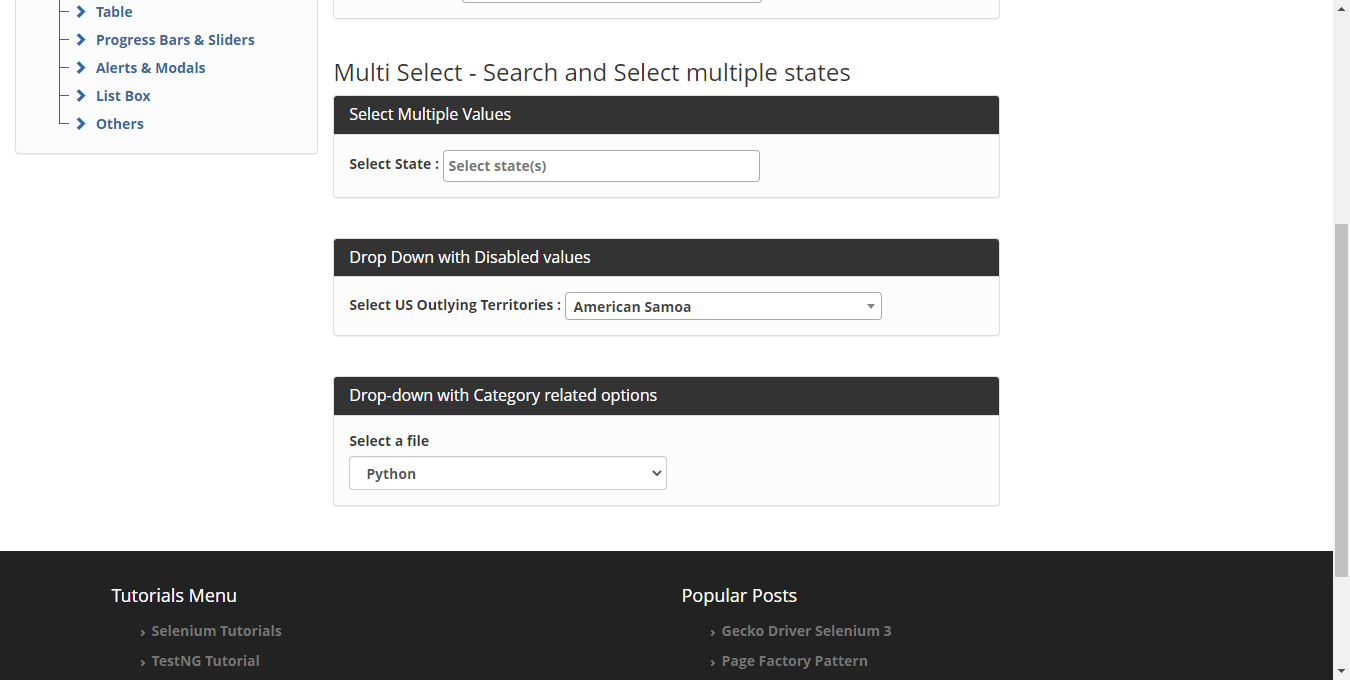 Table
Progress Bars & Sliders
Alerts & Modals
List Box
Others
Multi Select - Search and Select multiple states
Select Multiple Values
Select State : Select state(s)
Drop Down with Disabled values
Select US Outlying Territories : American Samoa
Drop-down with Category related options
Select a file
Python
Tutorials Menu
› Selenium Tutorials
› TestNG Tutorial
Popular Posts
› Gecko Driver Selenium 3
› Page Factory Pattern